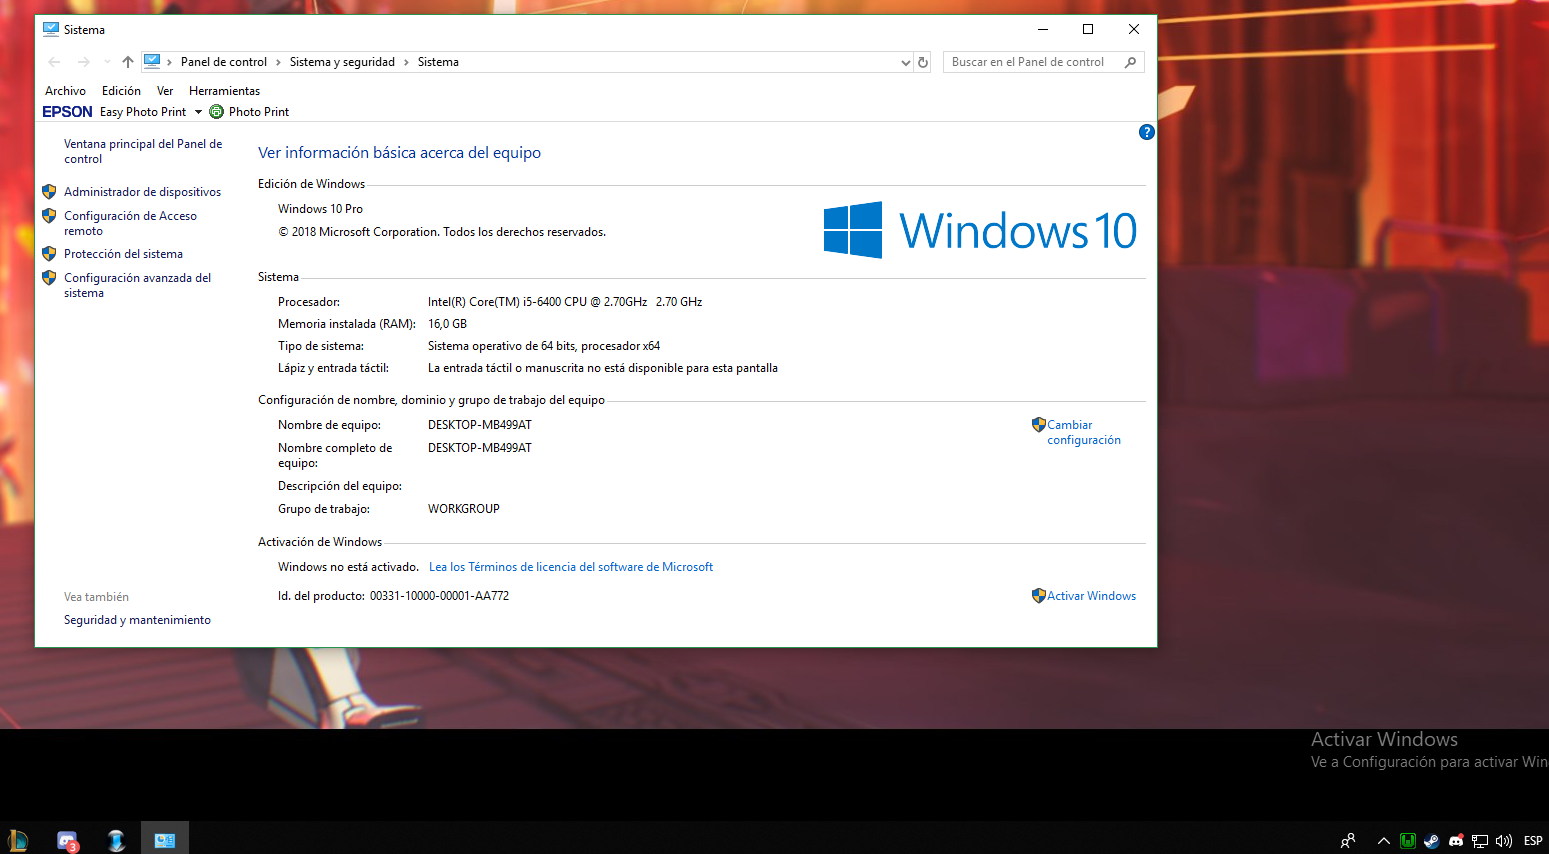 Sistema
Panel de control > Sistema y seguridad > Sistema
Buscar en el Panel de control
Archivo Edición Ver Herramientas
EPSON Easy Photo Print Photo Print
?
Ventana principal del Panel de
control
Administrador de dispositivos
Configuración de Acceso
remoto
Protección del sistema
Configuración avanzada del
sistema
Ver información básica acerca del equipo
Edición de Windows
Windows 10 Pro
© 2018 Microsoft Corporation. Todos los derechos reservados.
Windows 10
Sistema
Procesador: Intel(R) Core(TM) i5-6400 CPU @ 2.70GHz 2.70 GHz
Memoria instalada (RAM): 16,0 GB
Tipo de sistema: Sistema operativo de 64 bits, procesador x64
Lápiz y entrada táctil: La entrada táctil o manuscrita no está disponible para esta pantalla
Configuración de nombre, dominio y grupo de trabajo del equipo
Nombre de equipo: DESKTOP-MB499AT
Cambiar
configuración
Nombre completo de
equipo: DESKTOP-MB499AT
Descripción del equipo:
Grupo de trabajo: WORKGROUP
Activación de Windows
Windows no está activado. Lea los Términos de licencia del software de Microsoft
Id. del producto: 00331-10000-00001-AA772
Activar Windows
Vea también
Seguridad y mantenimiento
Activar Windows
Ve a Configuración para activar Win
3
ESP